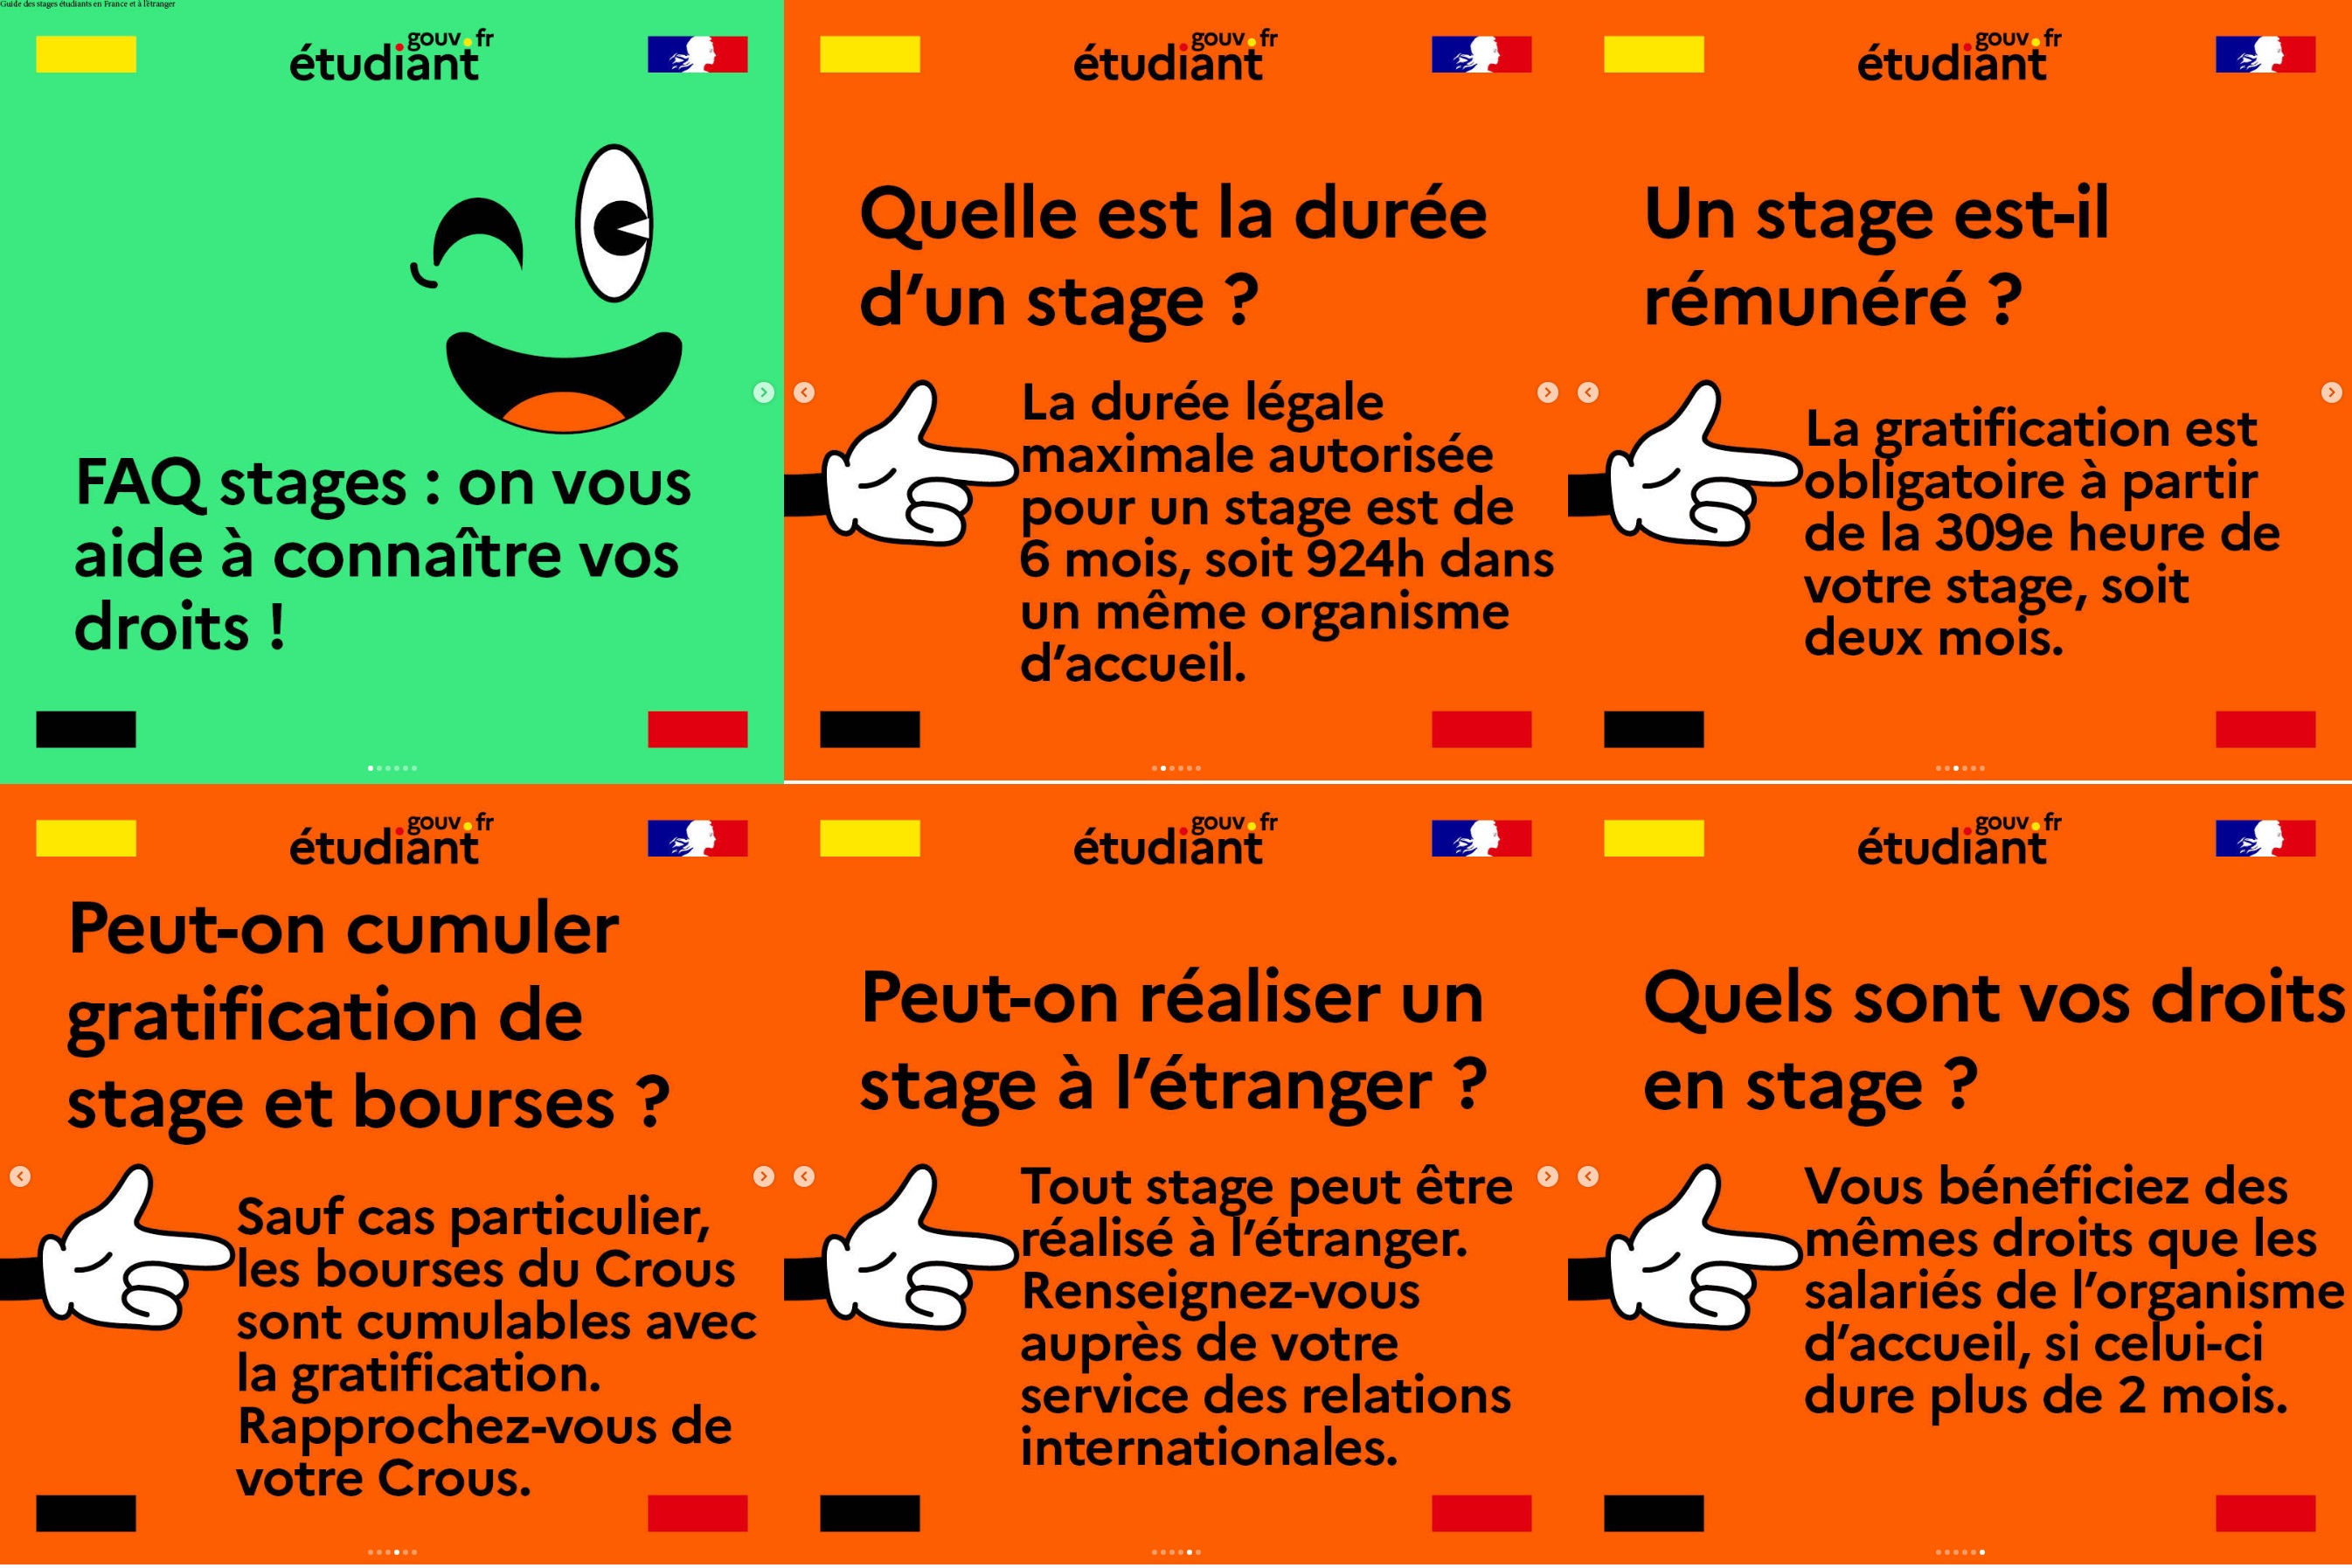 Guide des stages étudiants en France et à l'étranger
gouv.fr
étudiant
FAQ stages : on vous
aide à connaître vos
droits !
gouv.fr
étudiant
Quelle est la durée
d'un stage ?
La durée légale
maximale autorisée
pour un stage est de
6 mois, soit 924h dans
un même organisme
d'accueil.
gouv.fr
étudiant
Un stage est-il
rémunéré ?
La gratification est
obligatoire à partir
de la 309e heure de
votre stage, soit
deux mois.
gouv.fr
étudiant
Peut-on cumuler
gratification de
stage et bourses ?
Sauf cas particulier,
les bourses du Crous
sont cumulables avec
la gratification.
Rapprochez-vous de
votre Crous.
gouv.fr
étudiant
Peut-on réaliser un
stage à l'étranger ?
Tout stage peut être
réalisé à l'étranger.
Renseignez-vous
auprès de votre
service des relations
internationales.
gouv.fr
étudiant
Quels sont vos droits
en stage ?
Vous bénéficiez des
mêmes droits que les
salariés de l'organisme
d'accueil, si celui-ci
dure plus de 2 mois.